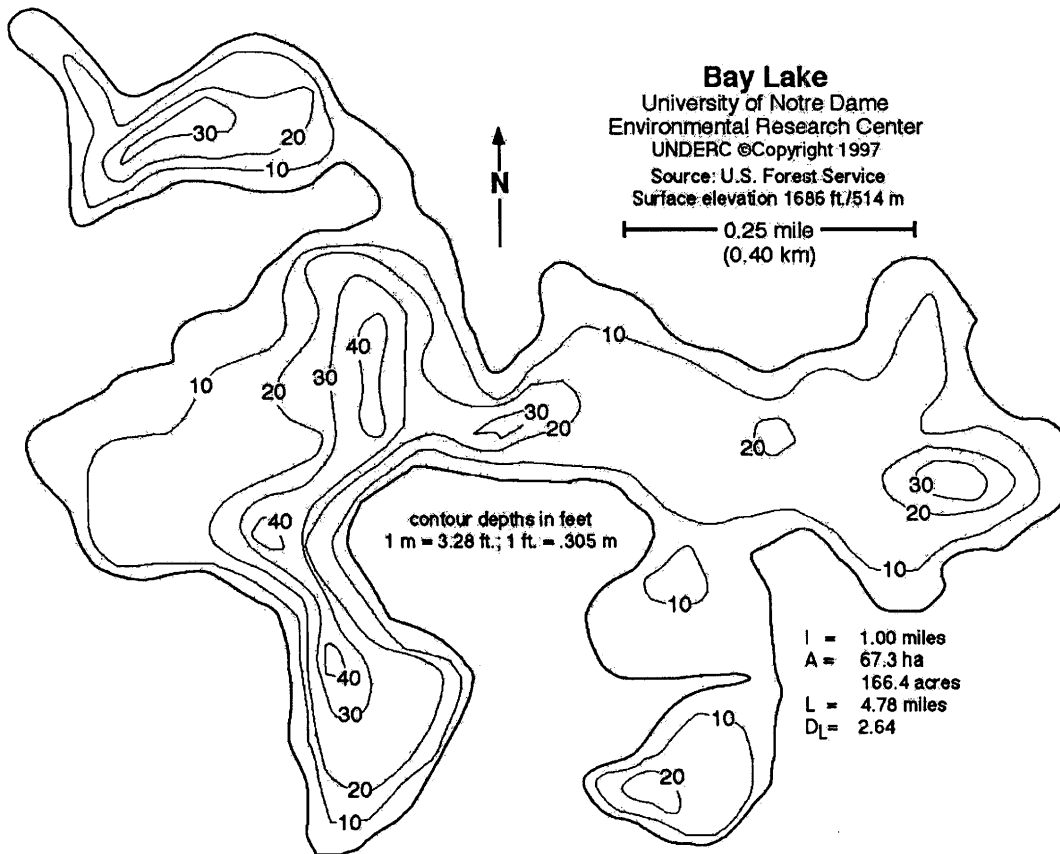 Bay Lake
University of Notre Dame
Environmental Research Center
UNDERC ©Copyright 1997
Source: U.S. Forest Service
Surface elevation 1686 ft./514 m
0.25 mile
(0.40 km)
N
30
20
10
40
10
30
20
10
30
20
20
30
20
40
contour depths in feet
1 m = 3.28 ft.; 1 ft. = .305 m
10
10
40
30
20
10
10
20
l = 1.00 miles
A = 67.3 ha
166.4 acres
L = 4.78 miles
DL= 2.64